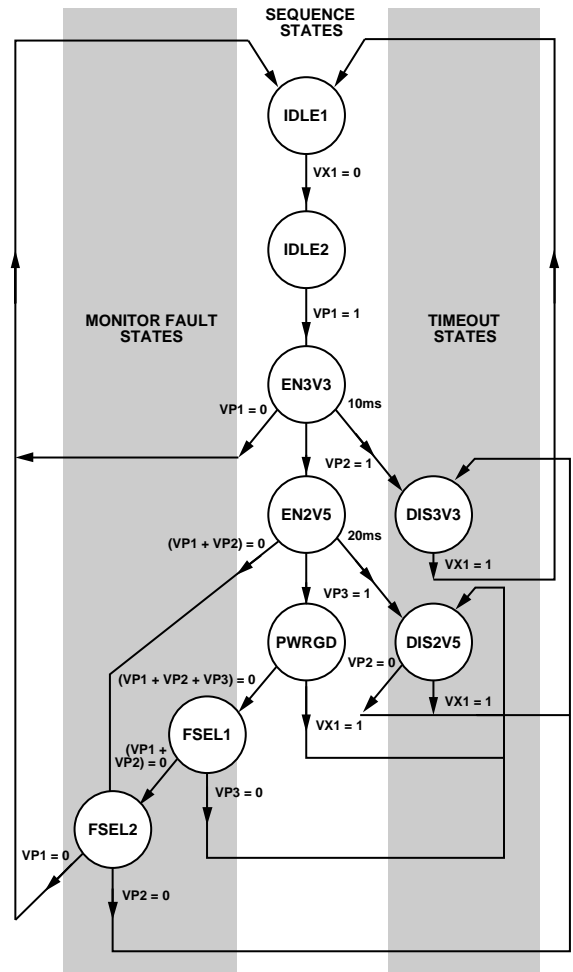 SEQUENCE
STATES
IDLE1
VX1 = 0
IDLE2
VP1 = 1
MONITOR FAULT
STATES
TIMEOUT
STATES
EN3V3
10ms
VP1 = 0
VP2 = 1
EN2V5
DIS3V3
(VP1 + VP2) = 0
20ms
VX1 = 1
VP3 = 1
PWRGD
DIS2V5
VP2 = 0
(VP1 + VP2 + VP3) = 0
VX1 = 1
VX1 = 1
FSEL1
(VP1 +
VP2) = 0
VP3 = 0
FSEL2
VP1 = 0
VP2 = 0